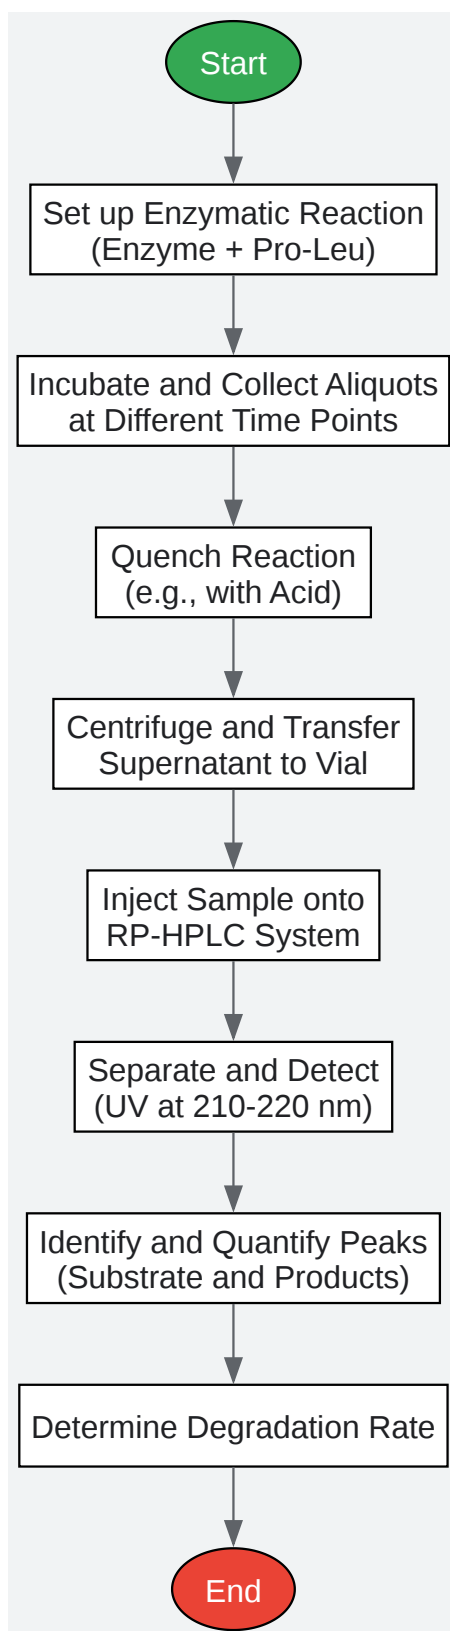 Start
Set up Enzymatic Reaction
(Enzyme + Pro-Leu)
Incubate and Collect Aliquots
at Different Time Points
Quench Reaction
(e.g., with Acid)
Centrifuge and Transfer
Supernatant to Vial
Inject Sample onto
RP-HPLC System
Separate and Detect
(UV at 210-220 nm)
Identify and Quantify Peaks
(Substrate and Products)
Determine Degradation Rate
End